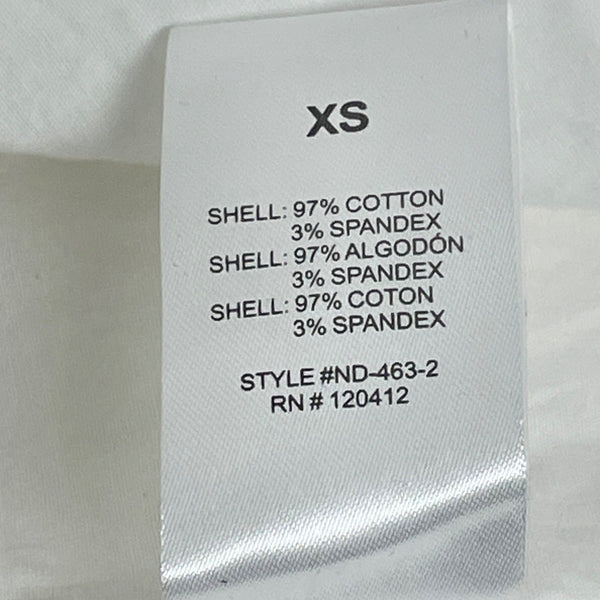 XS
SHELL: 97% COTTON
3% SPANDEX
SHELL: 97% ALGODÓN
3% SPANDEX
SHELL: 97% COTON
3% SPANDEX
STYLE #ND-463-2
RN # 120412